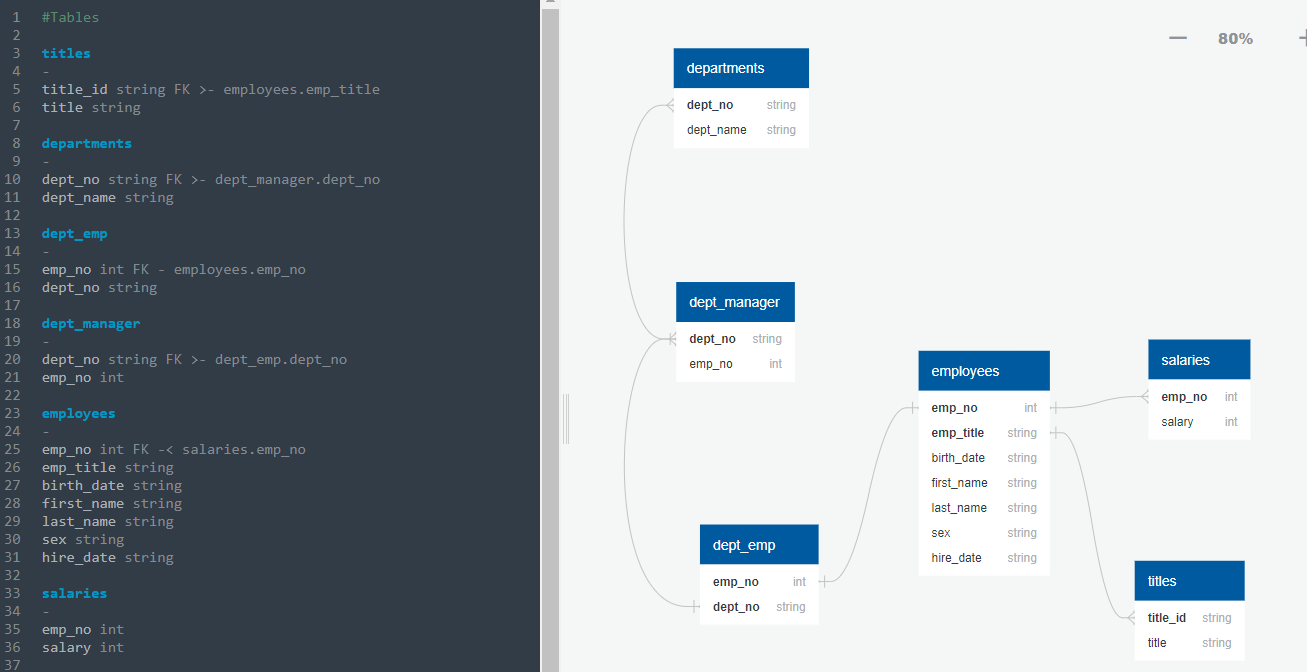 1 #Tables
2
3 titles
4 -
5 title_id string FK >- employees.emp_title
6 title string
7
8 departments
9 -
10 dept_no string FK >- dept_manager.dept_no
11 dept_name string
12
13 dept_emp
14 -
15 emp_no int FK - employees.emp_no
16 dept_no string
17
18 dept_manager
19 -
20 dept_no string FK >- dept_emp.dept_no
21 emp_no int
22
23 employees
24 -
25 emp_no int FK -< salaries.emp_no
26 emp_title string
27 birth_date string
28 first_name string
29 last_name string
30 sex string
31 hire_date string
32
33 salaries
34 -
35 emp_no int
36 salary int
37
80%
departments
dept_no string
dept_name string
dept_manager
dept_no string
emp_no int
employees
emp_no int
emp_title string
birth_date string
first_name string
last_name string
sex string
hire_date string
salaries
emp_no int
salary int
dept_emp
emp_no int
dept_no string
titles
title_id string
title string